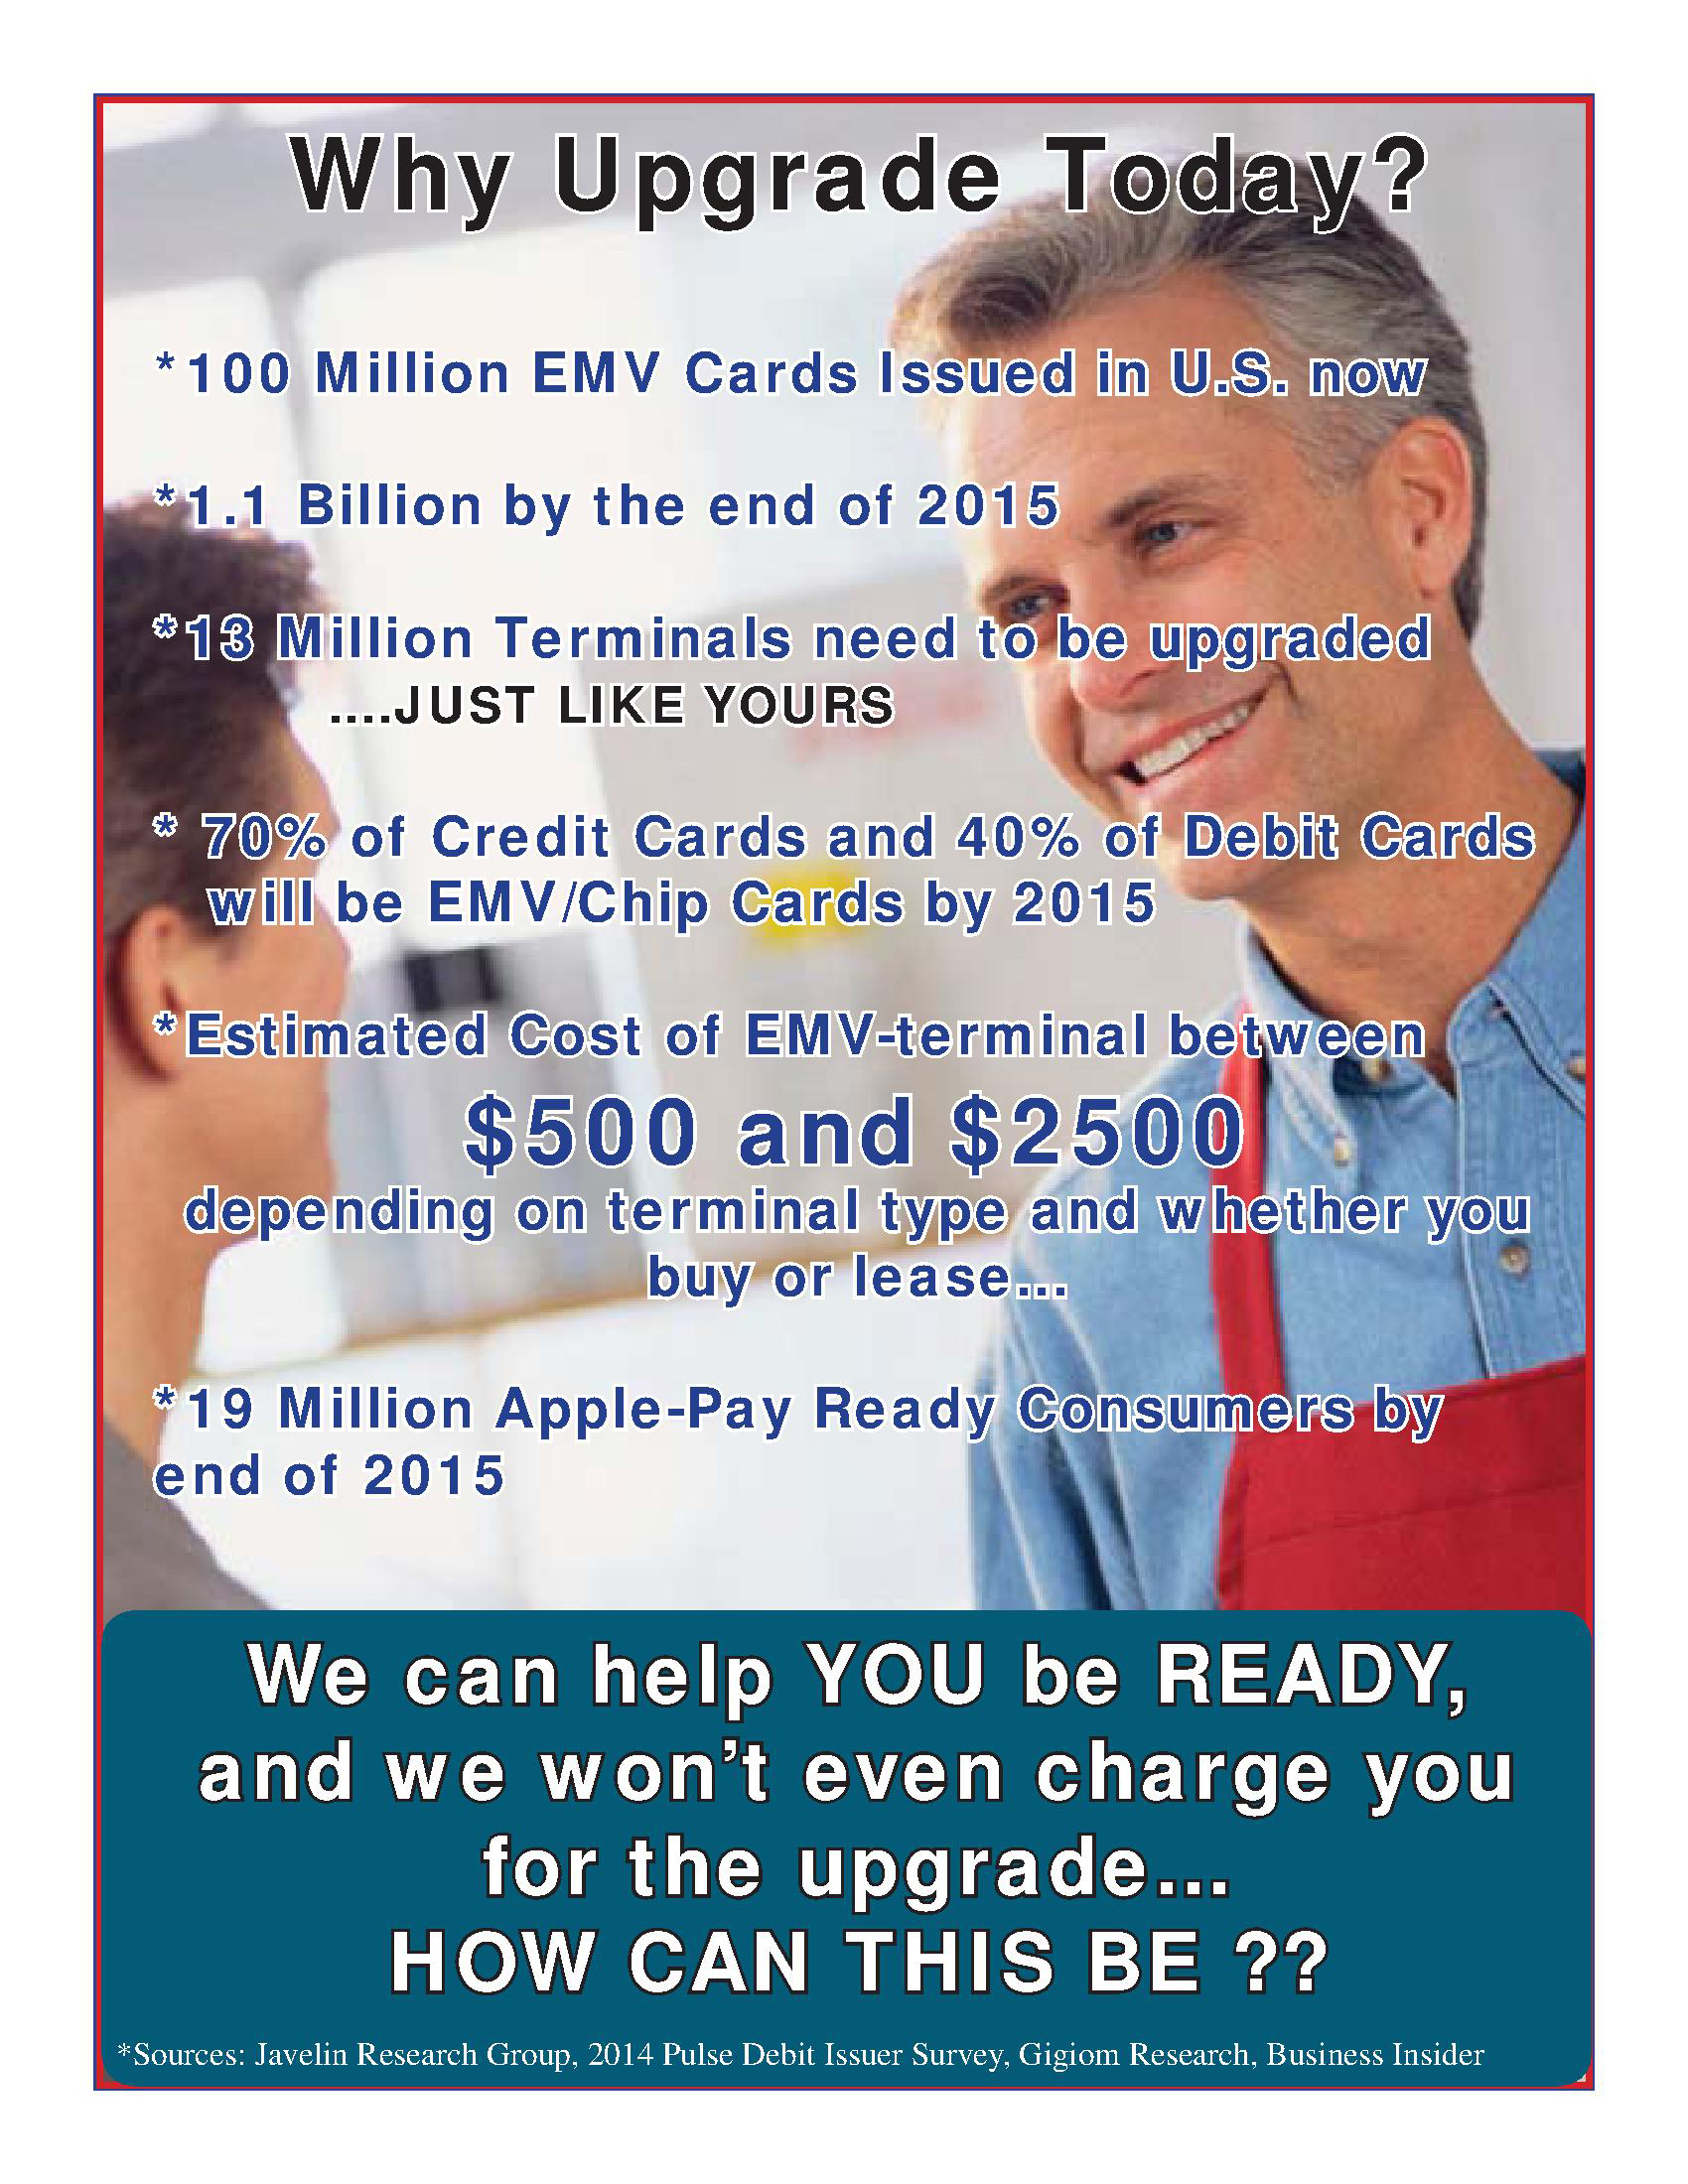 Why Upgrade Today?
*100 Million EMV Cards Issued in U.S. now
*1.1 Billion by the end of 2015
*13 Million Terminals need to be upgraded
....JUST LIKE YOURS
* 70% of Credit Cards and 40% of Debit Cards
will be EMV/Chip Cards by 2015
*Estimated Cost of EMV-terminal between
$500 and $2500
depending on terminal type and whether you
buy or lease...
*19 Million Apple-Pay Ready Consumers by
end of 2015
We can help YOU be READY,
and we won't even charge you
for the upgrade...
HOW CAN THIS BE ??
*Sources: Javelin Research Group, 2014 Pulse Debit Issuer Survey, Gigiom Research, Business Insider